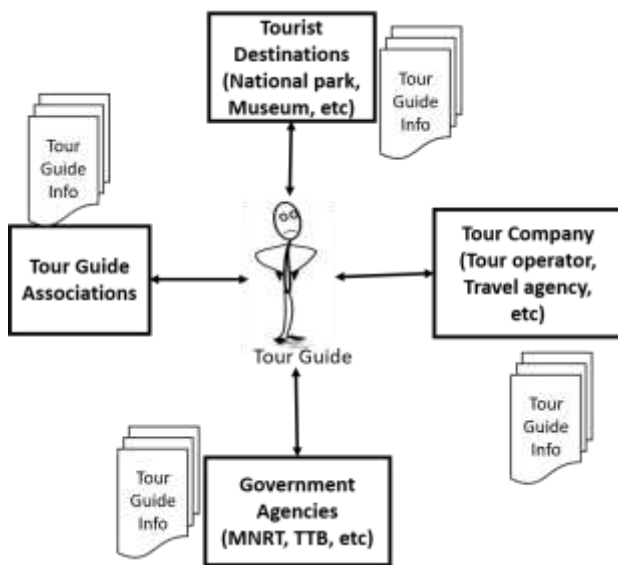 Tourist
Destinations
(National park,
Museum, etc)
Tour
Guide
Info
Tour
Guide
Info
Tour Guide
Associations
Tour Company
(Tour operator,
Travel agency,
etc)
Tour Guide
Tour
Guide
Info
Tour
Guide
Info
Government
Agencies
(MNRT, TTB, etc)